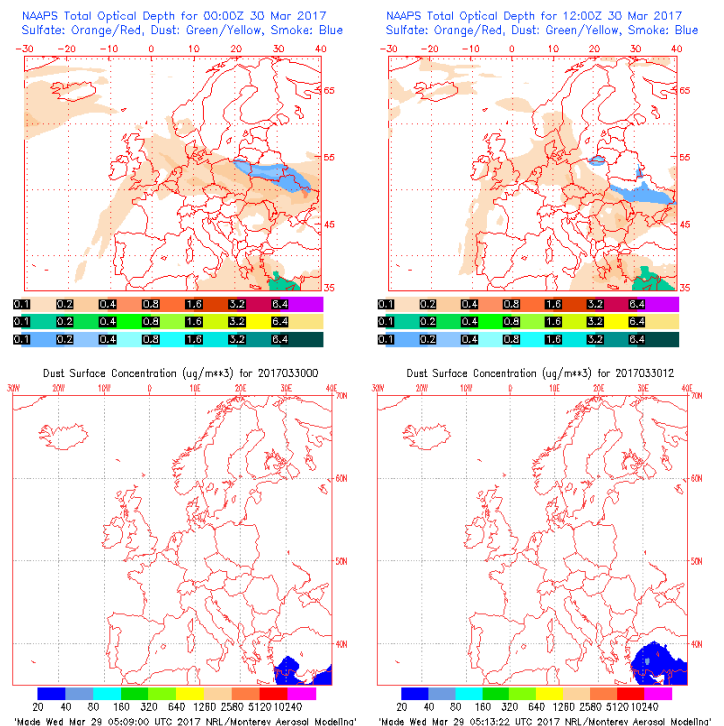 NAAPS Total Optical Depth for 00:00Z 30 Mar 2017
Sulfate: Orange/Red, Dust: Green/Yellow, Smoke: Blue
-30 -20 -10 0 10 20 30 40
65
55
45
35
0.1 0.2 0.4 0.8 1.6 3.2 6.4
0.1 0.2 0.4 0.8 1.6 3.2 6.4
0.1 0.2 0.4 0.8 1.6 3.2 6.4
NAAPS Total Optical Depth for 12:00Z 30 Mar 2017
Sulfate: Orange/Red, Dust: Green/Yellow, Smoke: Blue
-30 -20 -10 0 10 20 30 40
65
55
45
35
0.1 0.2 0.4 0.8 1.6 3.2 6.4
0.1 0.2 0.4 0.8 1.6 3.2 6.4
0.1 0.2 0.4 0.8 1.6 3.2 6.4
Dust Surface Concentration (ug/m**3) for 2017033000
30W 20W 10W 0 10E 20E 30E 40E
70N
60N
50N
40N
20 40 80 160 320 640 1280 2580 5120 10240
'Made Wed Mar 29 05:09:00 UTC 2017 NRL/Monterey Aerosol Modeling'
Dust Surface Concentration (ug/m**3) for 2017033012
30W 20W 10W 0 10E 20E 30E 40E
70N
60N
50N
40N
20 40 80 160 320 640 1280 2580 5120 10240
'Made Wed Mar 29 05:13:22 UTC 2017 NRL/Monterey Aerosol Modeling'